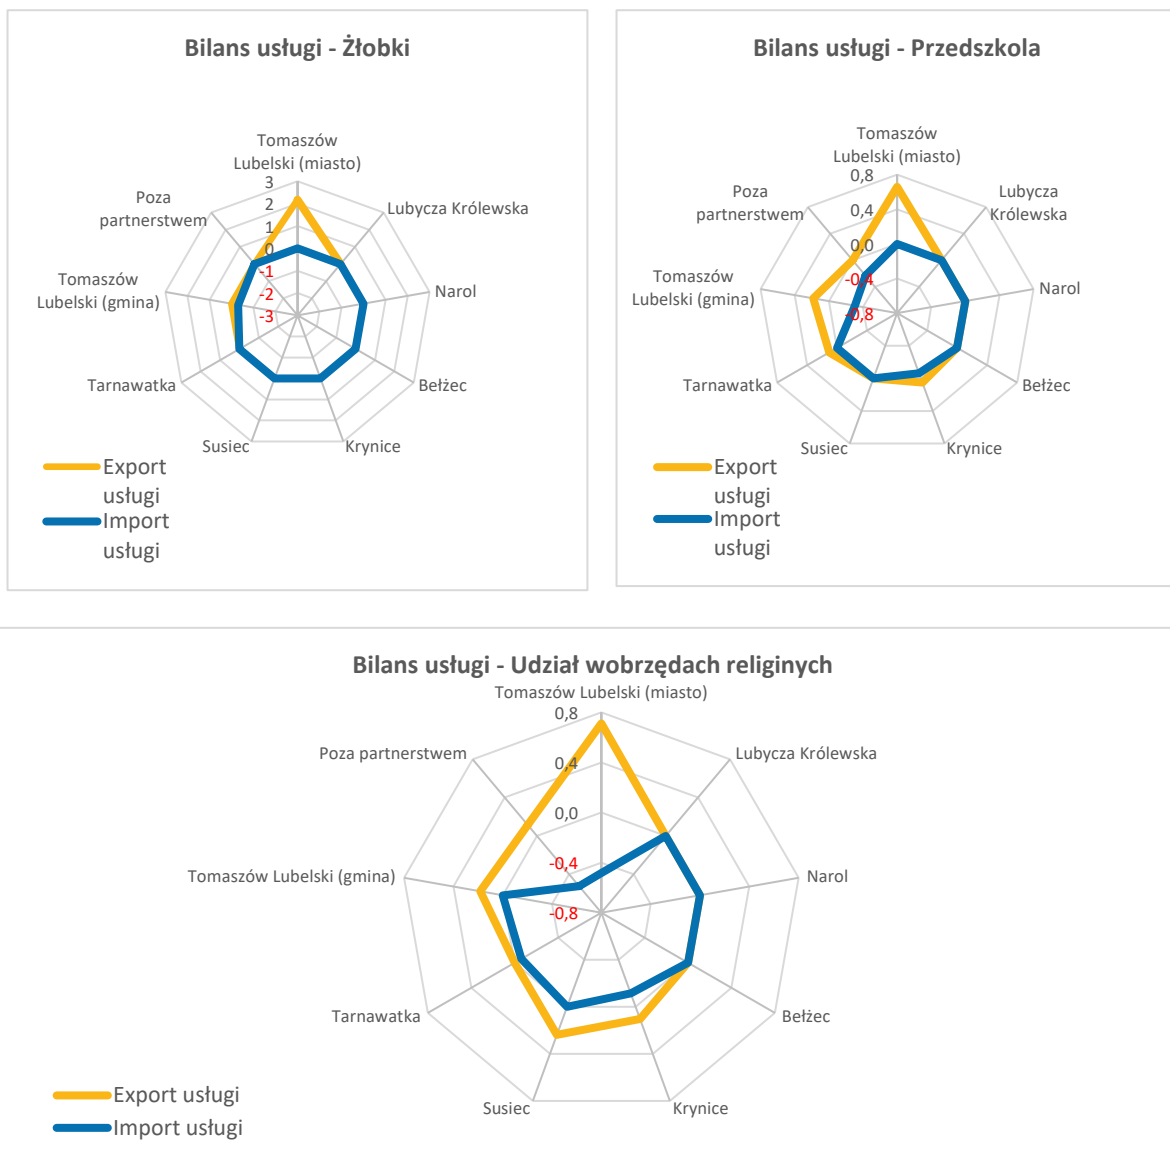 Bilans usługi - Żłobki
Tomaszów
Lubelski (miasto)
Lubycza Królewska
Narol
Bełżec
Krynice
Susiec
Tarnawatka
Tomaszów
Lubelski (gmina)
Poza
partnerstwem
3
2
1
0
-1
-2
-3
Export
usługi
Import
usługi
Bilans usługi - Przedszkola
Tomaszów
Lubelski (miasto)
Lubycza
Królewska
Narol
Bełżec
Krynice
Susiec
Tarnawatka
Tomaszów
Lubelski (gmina)
Poza
partnerstwem
0,8
0,4
0,0
-0,4
-0,8
Export
usługi
Import
usługi
Bilans usługi - Udział wobrzędach religinych
Tomaszów Lubelski (miasto)
Lubycza Królewska
Narol
Bełżec
Krynice
Susiec
Tarnawatka
Tomaszów Lubelski (gmina)
Poza partnerstwem
0,8
0,4
0,0
-0,4
-0,8
Export usługi
Import usługi